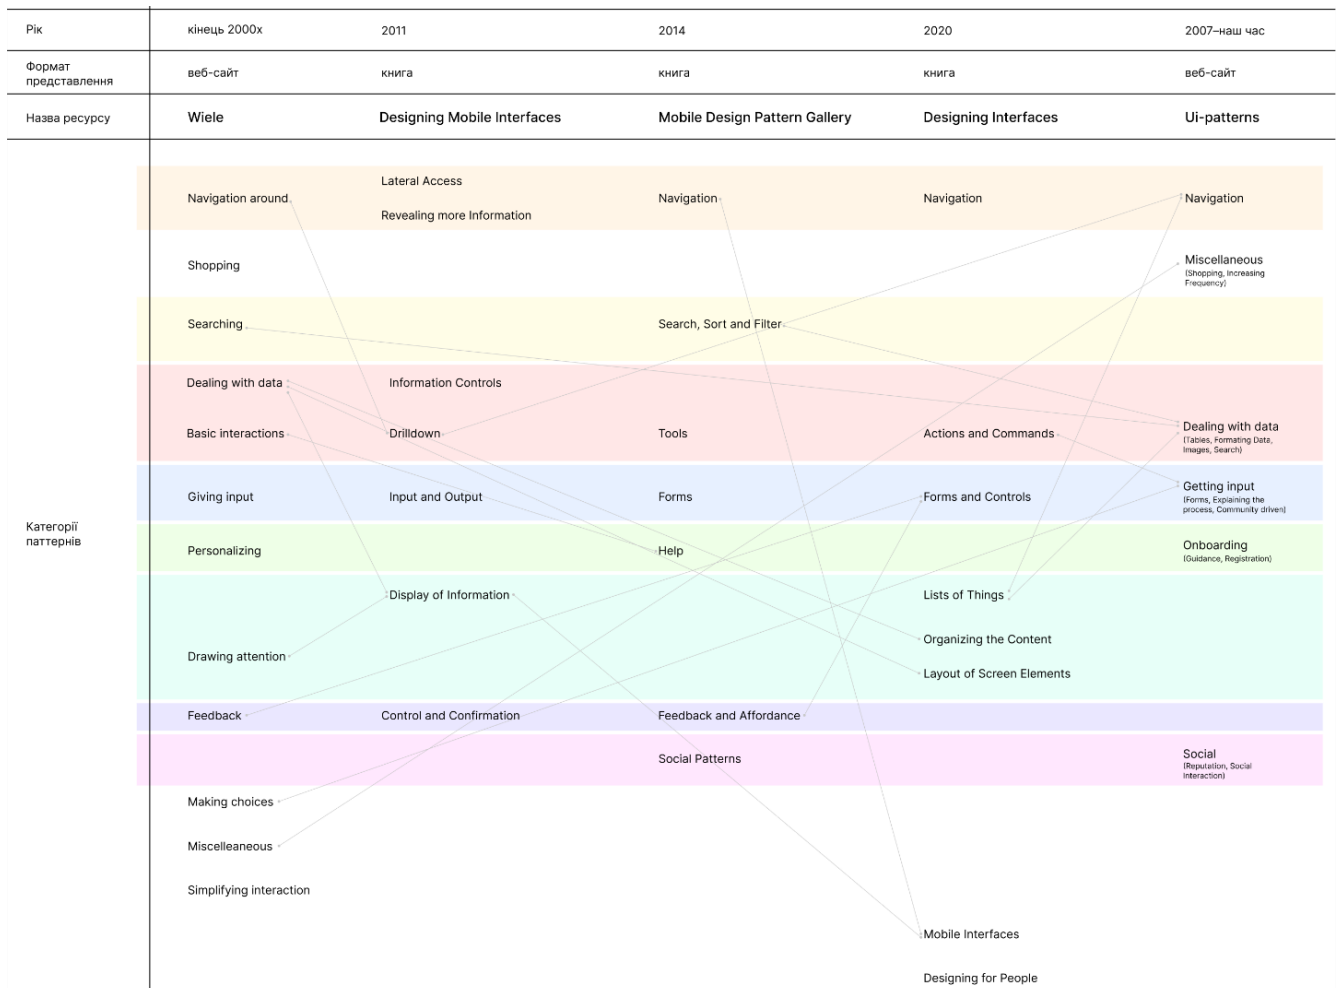 Рік кінець 2000х 2011 2014 2020 2007–наш час
Формат
представлення веб-сайт книга книга книга веб-сайт
Назва ресурсу Wiele Designing Mobile Interfaces Mobile Design Pattern Gallery Designing Interfaces Ui-patterns
Lateral Access
Navigation around Navigation Navigation Navigation
Revealing more Information
Shopping Miscellaneous
(Shopping, Increasing
Frequency)
Searching Search, Sort and Filter
Dealing with data Information Controls
Basic interactions Drilldown Tools Actions and Commands Dealing with data
(Tables, Formating Data,
Images, Search)
Giving input Input and Output Forms Forms and Controls Getting input
(Forms, Explaining the
process, Community driven)
Категорії
паттернів
Personalizing Help Onboarding
(Guidance, Registration)
Display of Information Lists of Things
Organizing the Content
Drawing attention
Layout of Screen Elements
Feedback Control and Confirmation Feedback and Affordance
Social Patterns Social
(Reputation, Social
Interaction)
Making choices
Miscelleaneous
Simplifying interaction
Mobile Interfaces
Designing for People